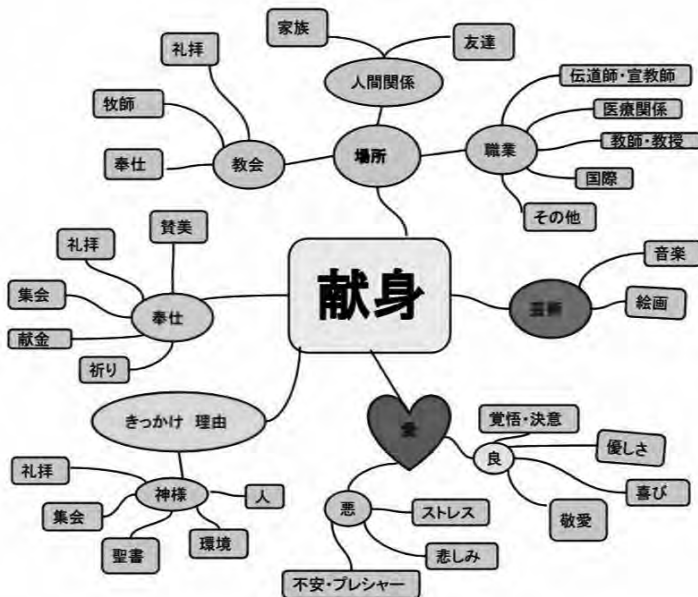 家族
友達
礼拝
人間関係
伝道師・宣教師
牧師
医療関係
場所
職業
教師・教授
奉仕
教会
国際
その他
賛美
礼拝
音楽
集会
献身
芸術
絵画
奉仕
献金
祈り
きっかけ 理由
愛
覚悟・決意
優しさ
良
礼拝
喜び
神様
人
集会
悪
ストレス
敬愛
聖書
環境
悲しみ
不安・プレシャー